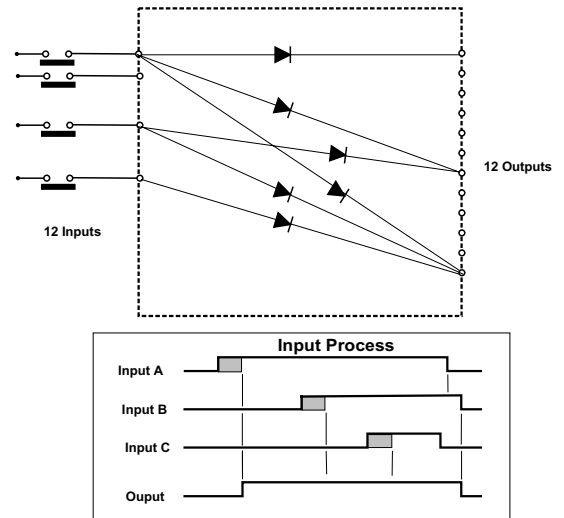 12 Outputs
12 Inputs
Input Process
Input A
Input B
Input C
Ouput